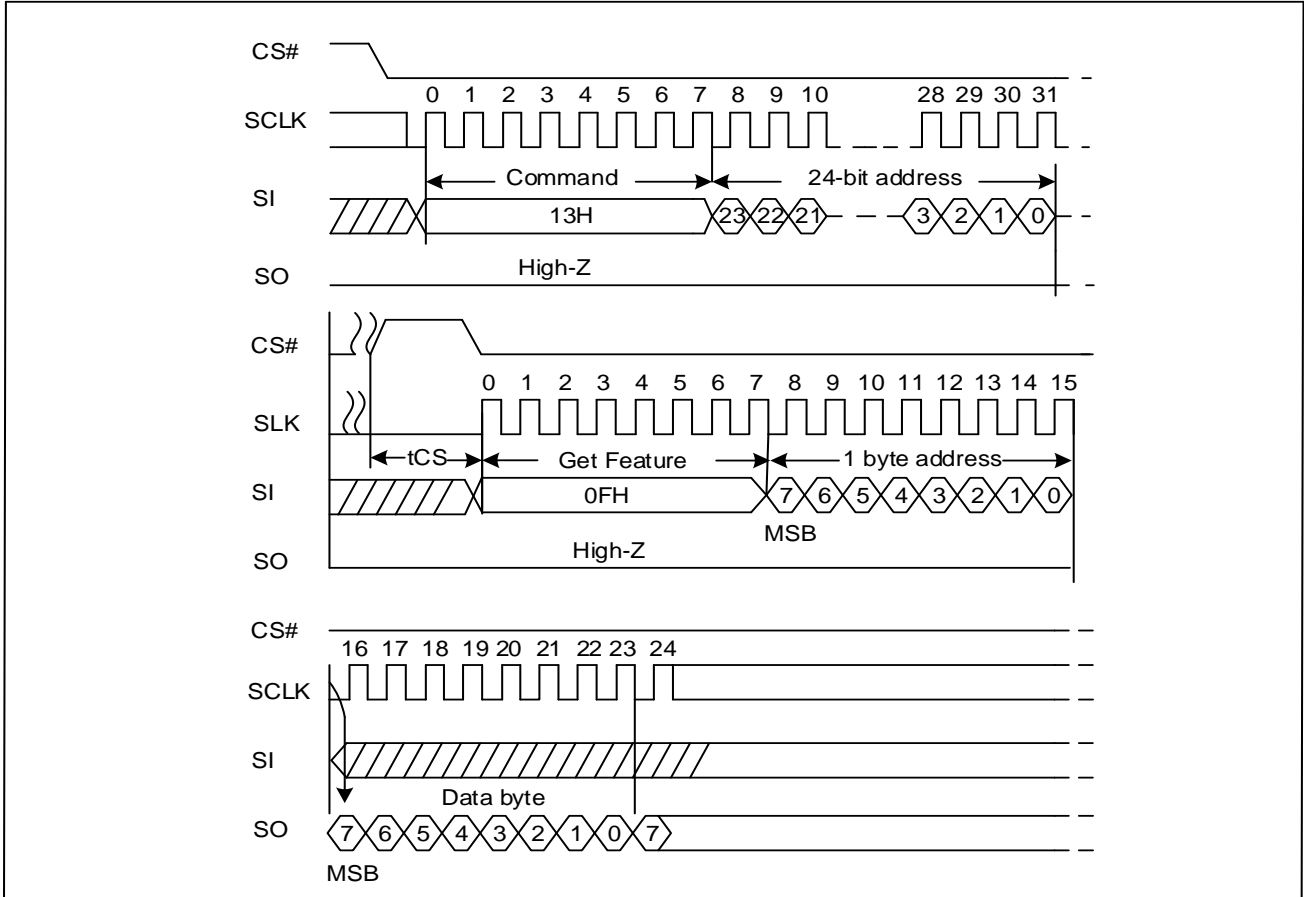 CS#
0 1 2 3 4 5 6 7 8 9 10 28 29 30 31
SCLK
Command 24-bit address
SI
13H 23 22 21 3 2 1 0
High-Z
SO
CS#
0 1 2 3 4 5 6 7 8 9 10 11 12 13 14 15
SLK
tCS Get Feature 1 byte address
SI
0FH 7 6 5 4 3 2 1 0
MSB
High-Z
SO
CS#
16 17 18 19 20 21 22 23 24
SCLK
SI
Data byte
SO 7 6 5 4 3 2 1 0 7
MSB